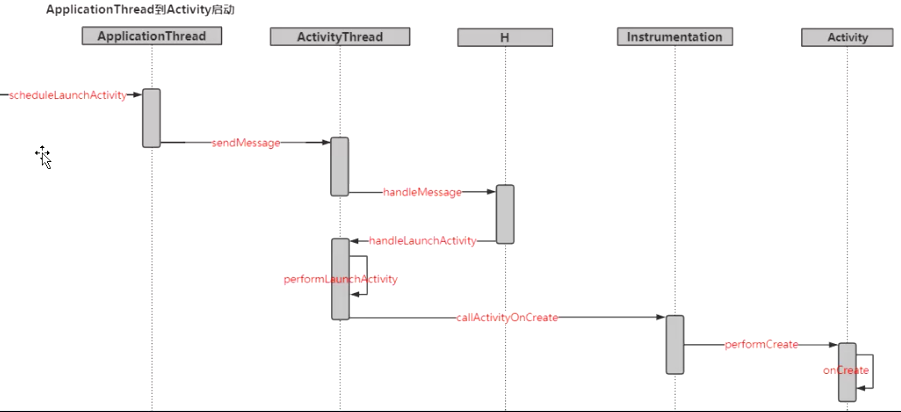 ApplicationThread到Activity启动
ApplicationThread
ActivityThread
H
Instrumentation
Activity
scheduleLaunchActivity
sendMessage
handleMessage
handleLaunchActivity
performLaunchActivity
callActivityOnCreate
performCreate
onCreate